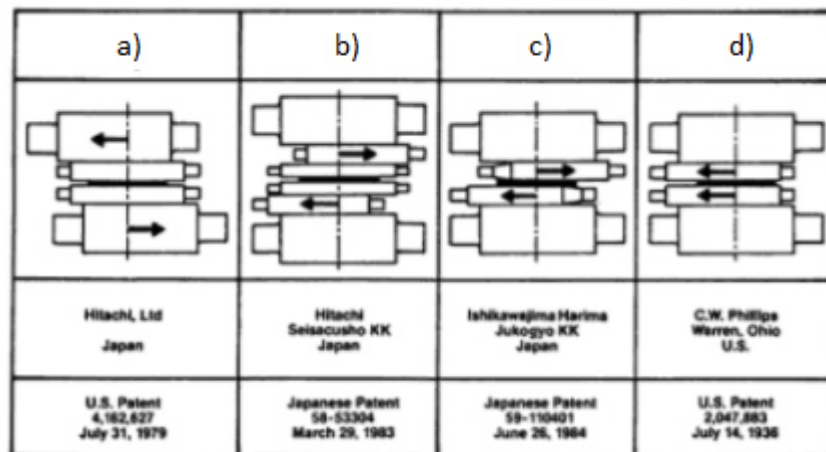 a) b) c) d)
Hitachi, Ltd
Japan
Hitachi
Seisacusho KK
Japan
Ishikawajima Harima
Jukogyo KK
Japan
C.W. Phillips
Warren, Ohio
U.S.
U.S. Patent
4,162,627
July 31, 1979
Japanese Patent
58-53304
March 29, 1983
Japanese Patent
59-110401
June 26, 1984
U.S. Patent
2,047,883
July 14, 1936